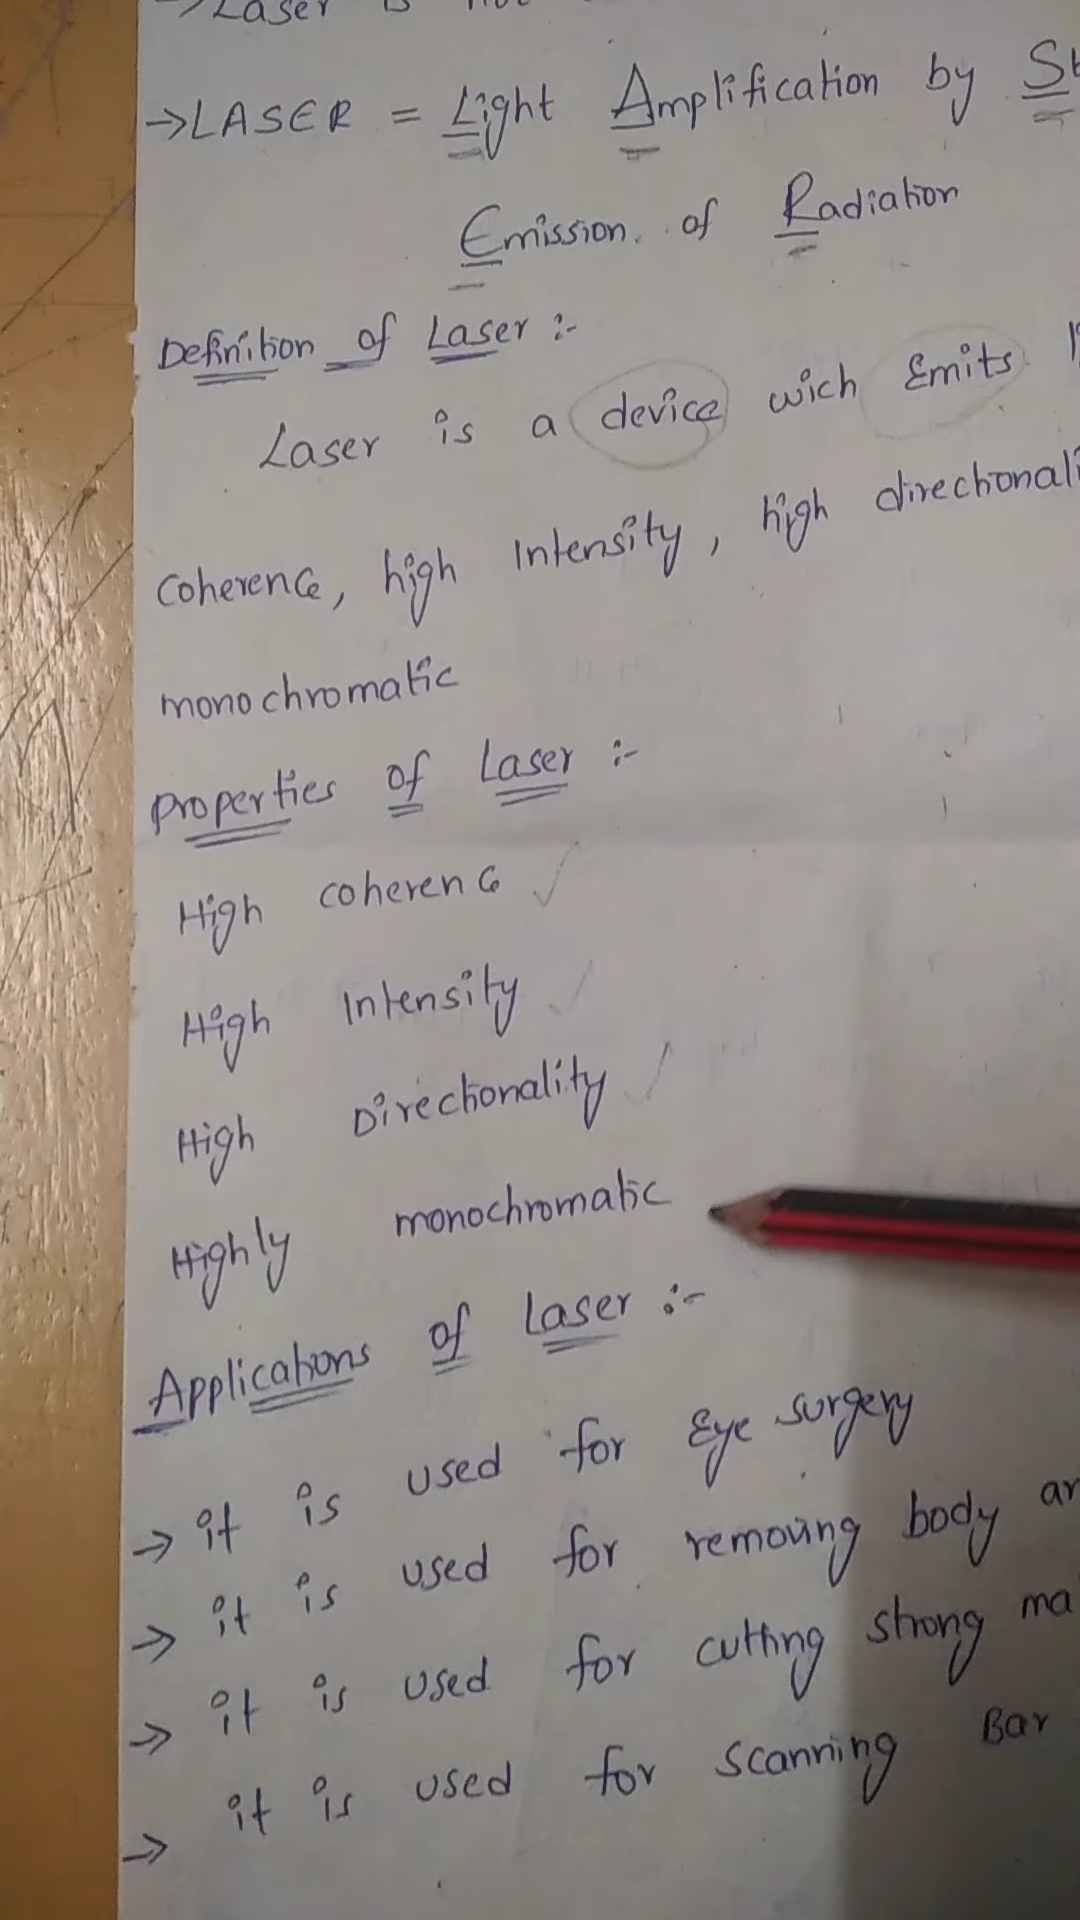 → Laser is
→ LASER = Light Amplification by
Emission of Radiation
Definition of Laser :-
Laser is a device wich Emits
coherence, high Intensity, high
monochromatic
Properties of Laser :-
High coherence
High Intensity
High Directionality
Highly monochromatic
Applications of Laser :-
→ it is used for Eye surgery
→ it is used for removing body
→ it is used for cutting strong
→ it is used for scanning Bar